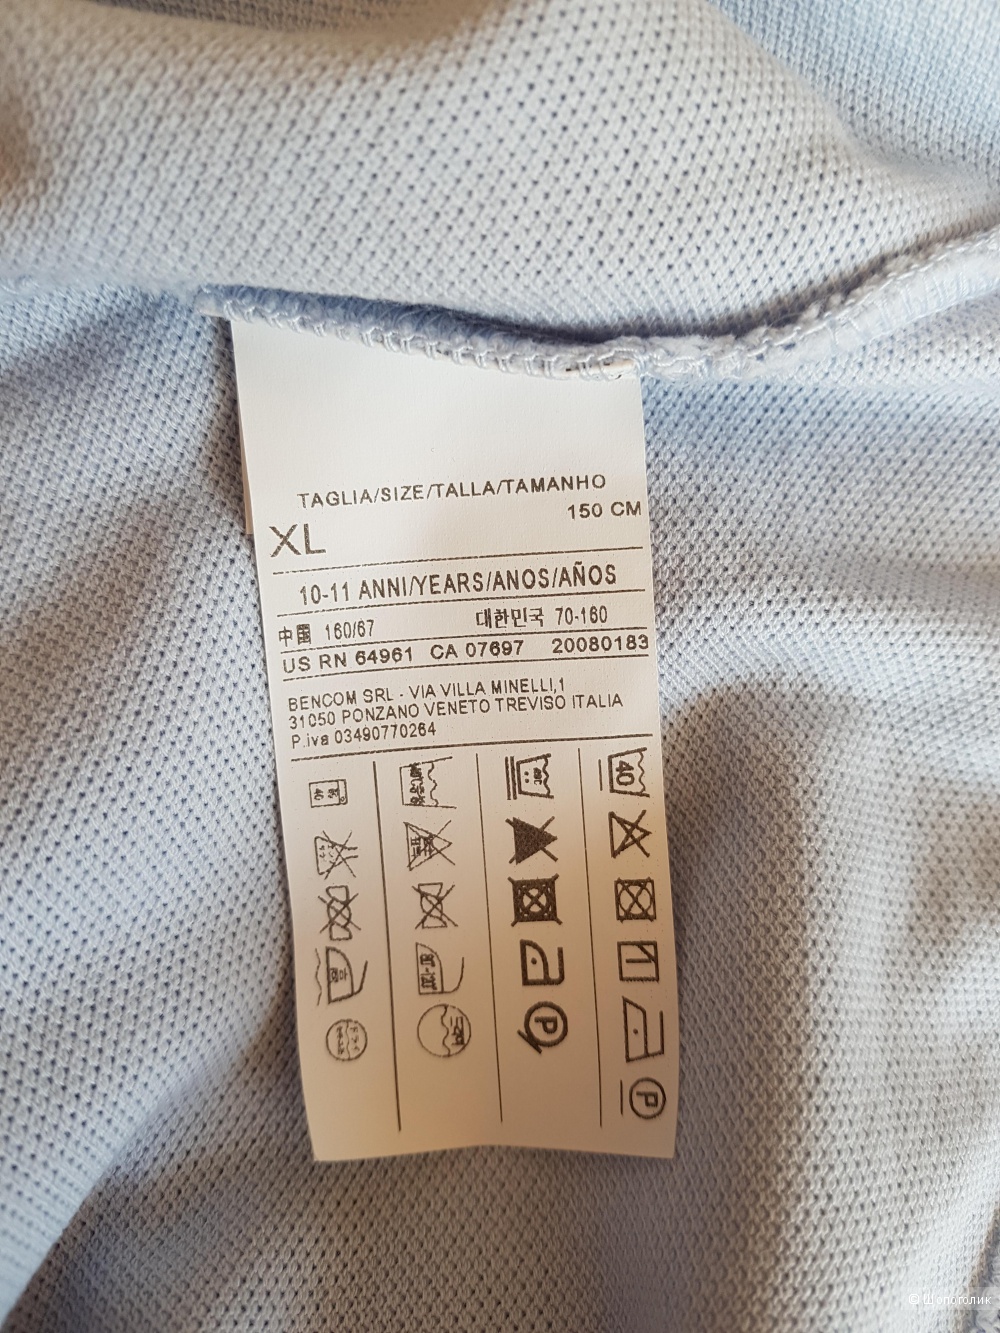 TAGLIA/SIZE/TALLA/TAMANHO
150 CM
XL
10-11 ANNI/YEARS/ANOS/AÑOS
中国 160/67 대한민국 70-160
US RN 64961 CA 07697 20080183
BENCOM SRL - VIA VILLA MINELLI,1
31050 PONZANO VENETO TREVISO ITALIA
P.iva 03490770264
40
40
P
P
© Шопоголик